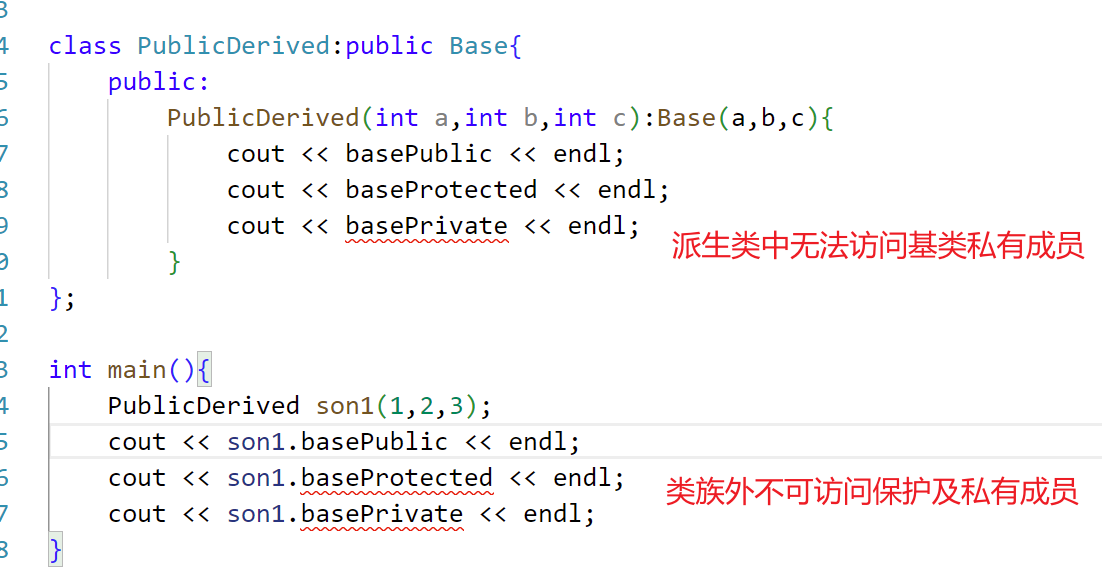 3
4 class PublicDerived:public Base{
5 public:
6 PublicDerived(int a,int b,int c):Base(a,b,c){
7 cout << basePublic << endl;
8 cout << baseProtected << endl;
9 cout << basePrivate << endl;
派生类中无法访问基类私有成员
0 }
1 };
2
3 int main(){
4 PublicDerived son1(1,2,3);
5 cout << son1.basePublic << endl;
6 cout << son1.baseProtected << endl;
类族外不可访问保护及私有成员
7 cout << son1.basePrivate << endl;
8 }